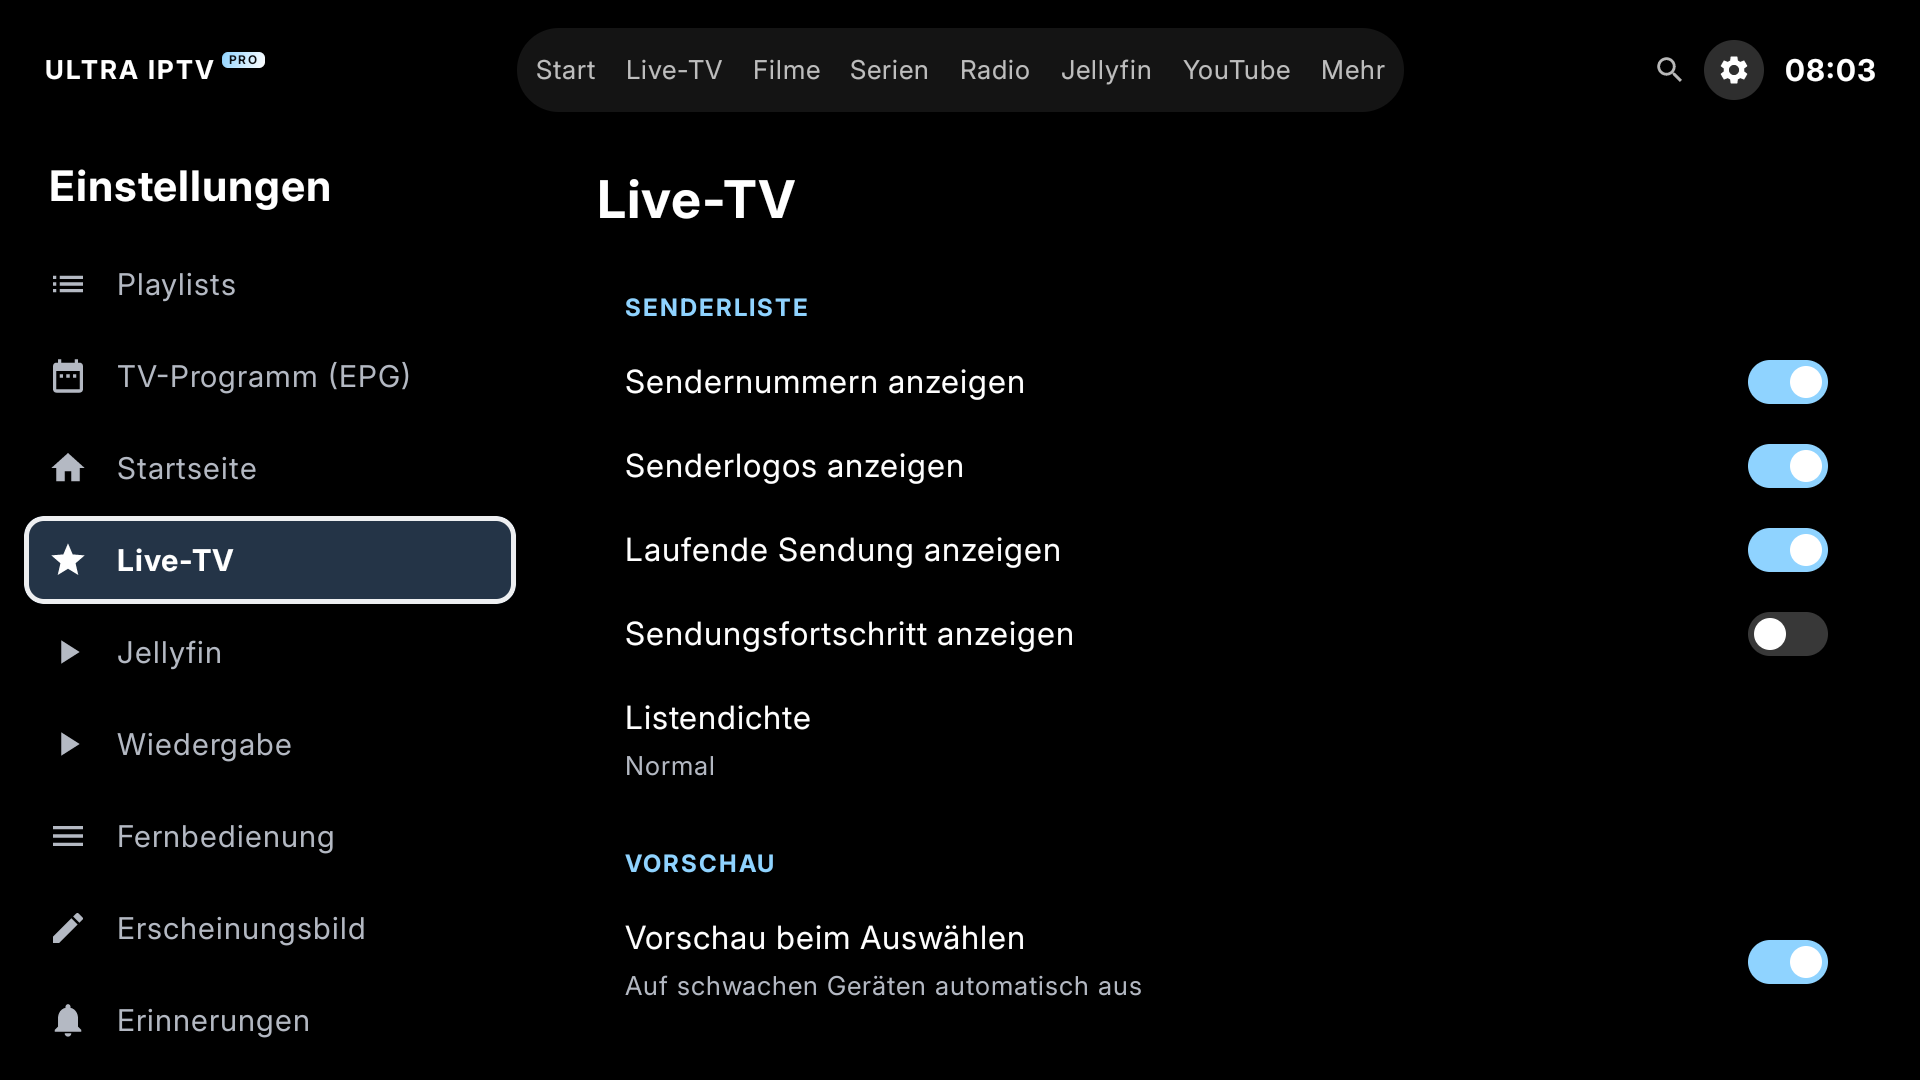 ULTRA IPTV PRO
Start Live-TV Filme Serien Radio Jellyfin YouTube Mehr
08:03
Einstellungen
Playlists
TV-Programm (EPG)
Startseite
Live-TV
Jellyfin
Wiedergabe
Fernbedienung
Erscheinungsbild
Erinnerungen
Live-TV
SENDERLISTE
Sendernummern anzeigen
Senderlogos anzeigen
Laufende Sendung anzeigen
Sendungsfortschritt anzeigen
Listendichte
Normal
VORSCHAU
Vorschau beim Auswählen
Auf schwachen Geräten automatisch aus